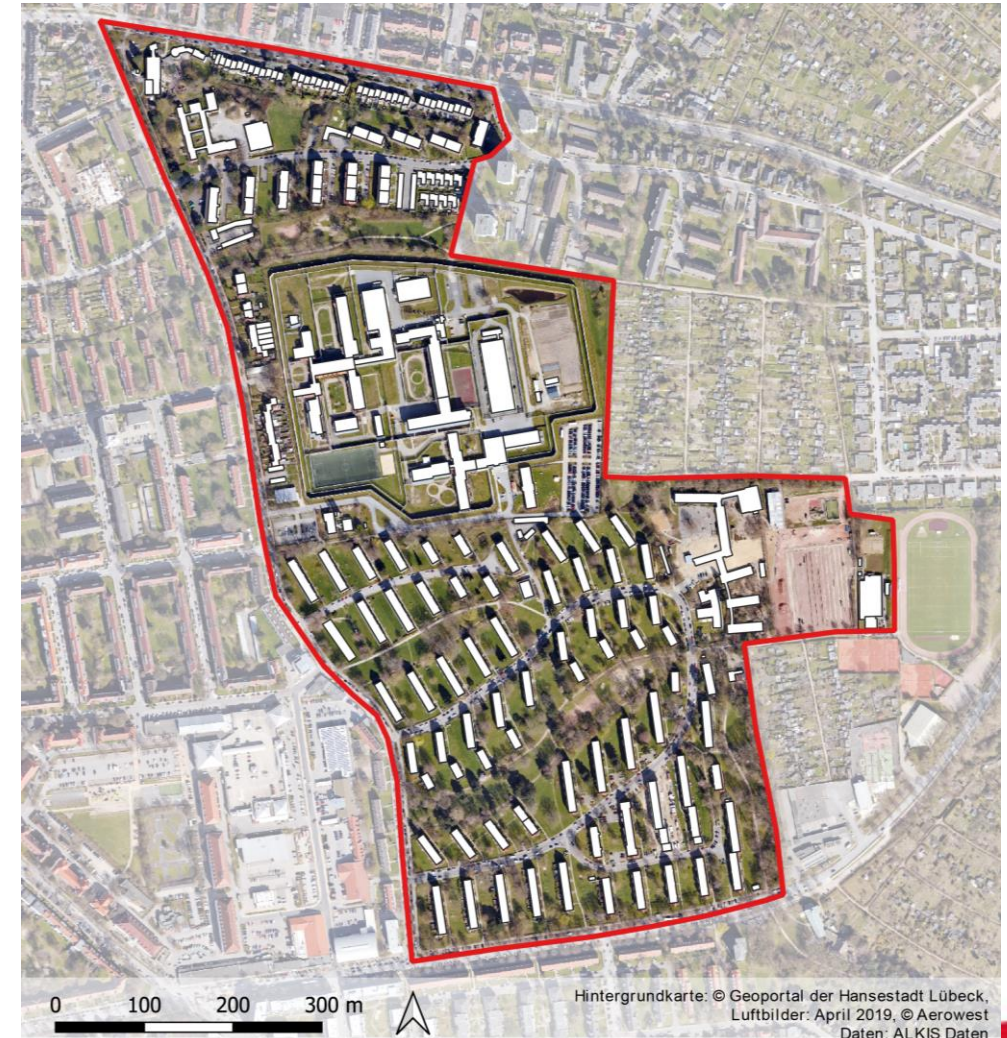 0 100 200 300 m
Hintergrundkarte: © Geoportal der Hansestadt Lübeck,
Luftbilder: April 2019, © Aerowest
Daten: ALKIS Daten